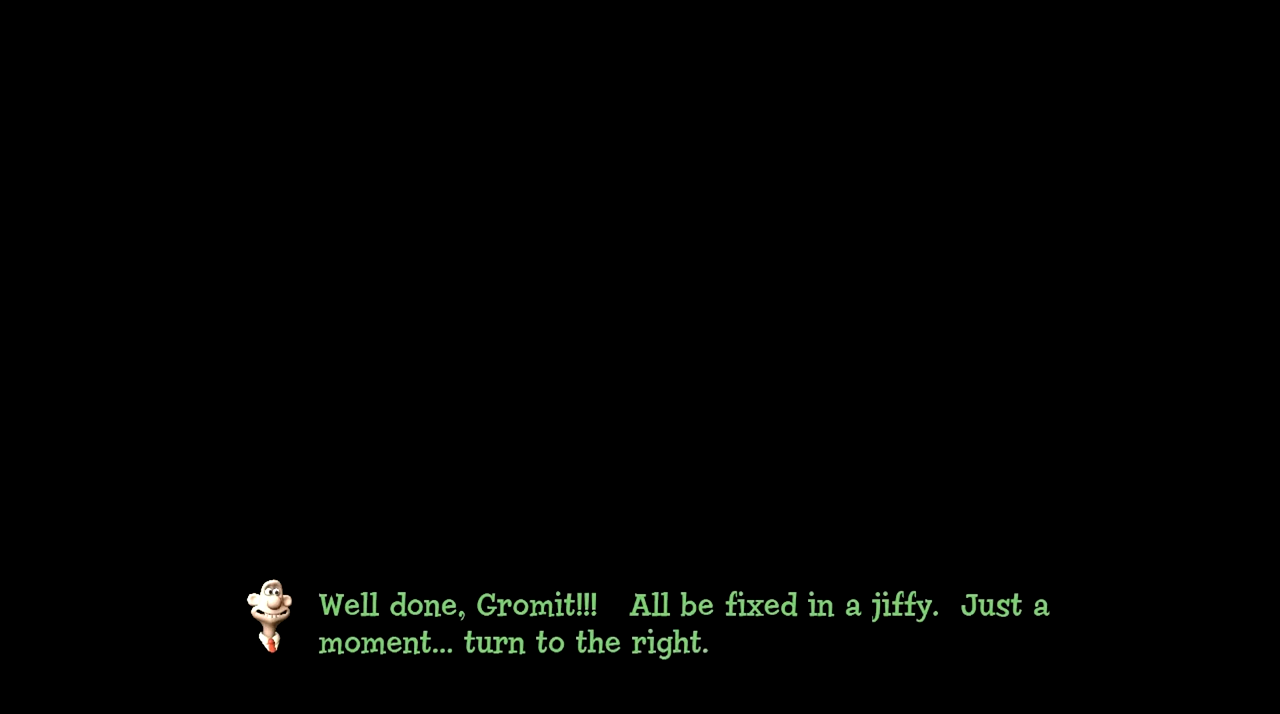 Well done, Gromit!!!   All be fixed in a jiffy.  Just a
moment... turn to the right.